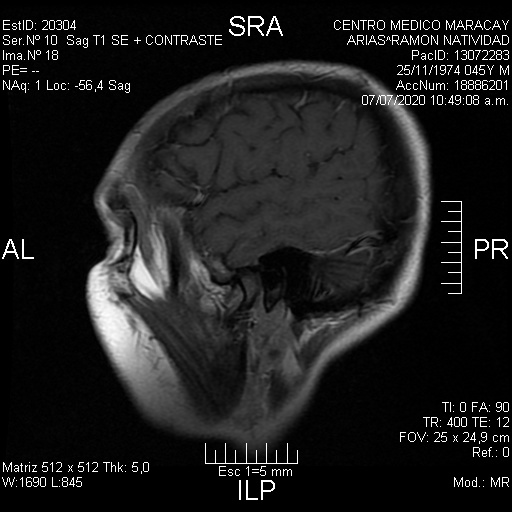 EstID: 20304
Ser.Nº 10 Sag T1 SE + CONTRASTE
Ima.Nº 18
PE= --
NAq: 1 Loc: -56,4 Sag
SRA
CENTRO MEDICO MARACAY
ARIAS^RAMON NATIVIDAD
PacID: 13072283
25/11/1974 045Y M
AccNum: 18886201
07/07/2020 10:49:08 a.m.
AL
PR
TI: 0 FA: 90
TR: 400 TE: 12
FOV: 25 x 24,9 cm
Ref.: 0
Matriz 512 x 512 Thk: 5,0
W:1690 L:845
Esc 1=5 mm
ILP
Mod.: MR